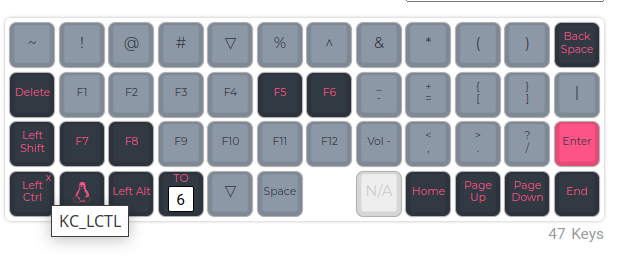 ~ ! @ # ▽ % ^ & * ( ) Back Space
Delete F1 F2 F3 F4 F5 F6 _ - + = { [ } ] |
Left Shift F7 F8 F9 F10 F11 F12 Vol - < , > . ? / Enter
Left Ctrl x Left Alt TO 6 ▽ Space N/A Home Page Up Page Down End
KC_LCTL
47 Keys